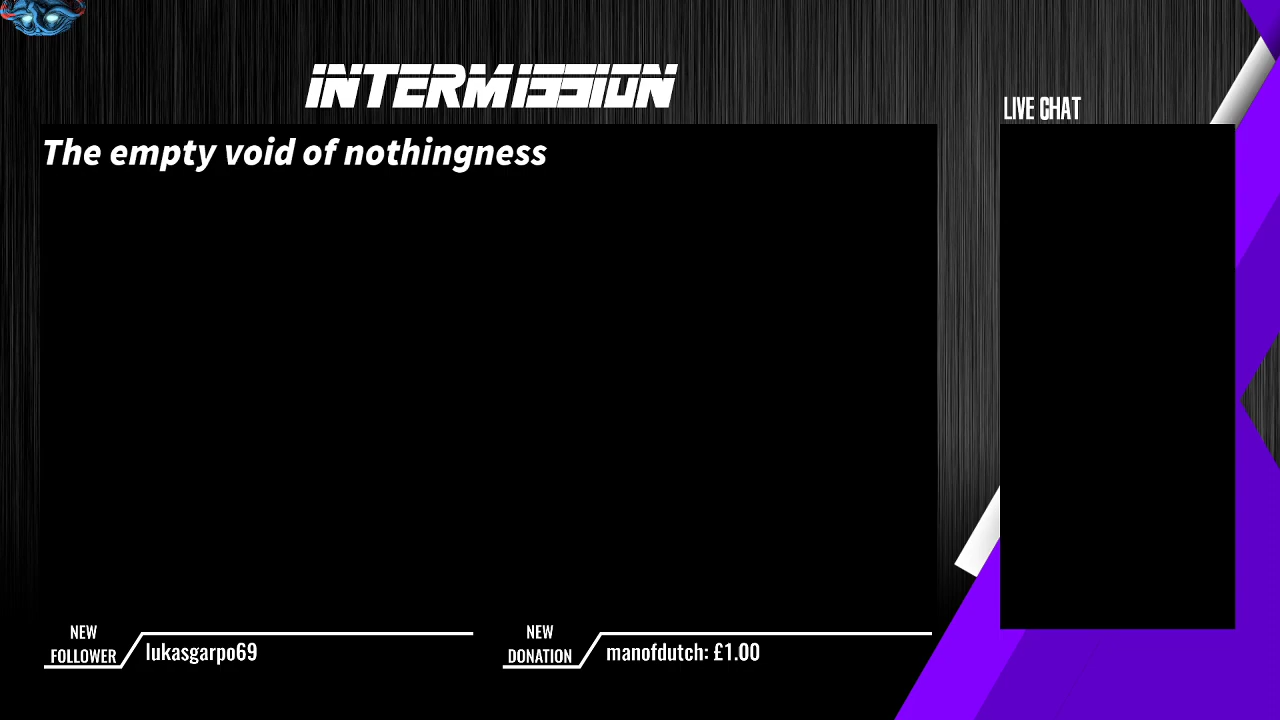 INTERMISSION
LIVE CHAT
The empty void of nothingness
NEW
FOLLOWER
lukasgarpo69
NEW
DONATION
manofdutch: £1.00